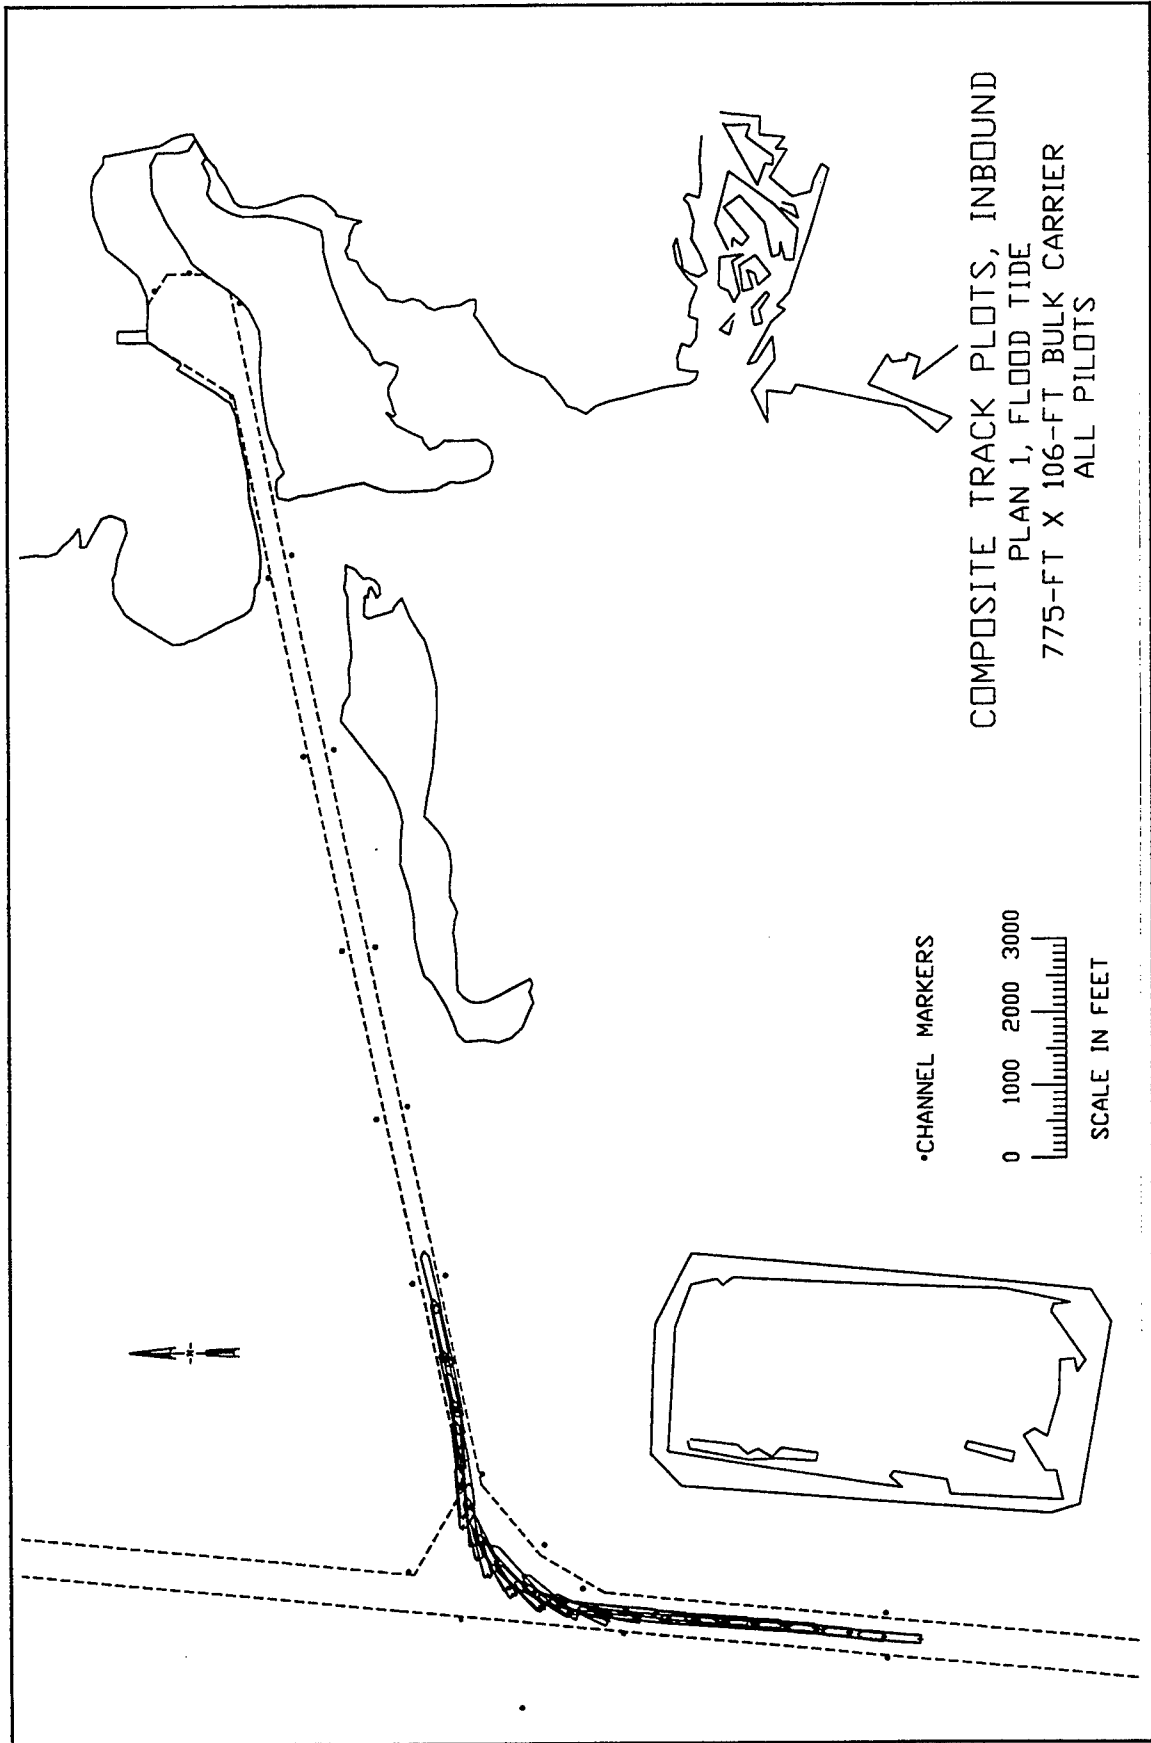 COMPOSITE TRACK PLOTS, INBOUND
PLAN 1, FLOOD TIDE
775-FT X 106-FT BULK CARRIER
ALL PILOTS
•CHANNEL MARKERS
0 1000 2000 3000
SCALE IN FEET